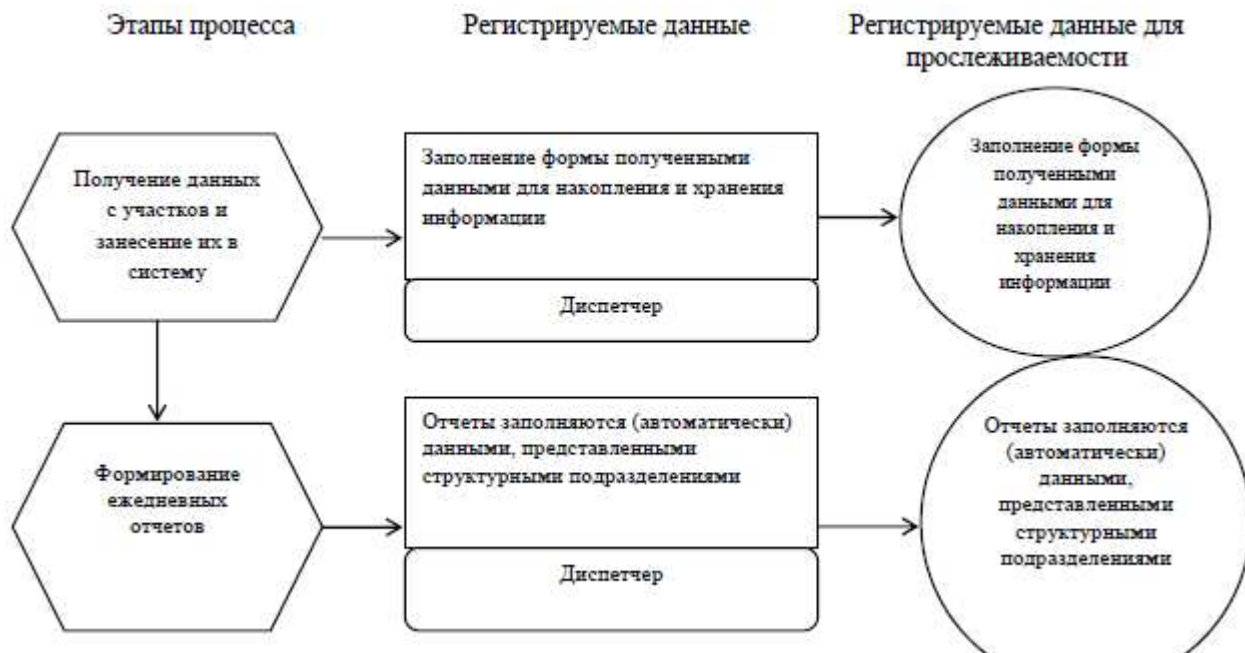 Этапы процесса
Регистрируемые данные
Регистрируемые данные для
прослеживаемости
Получение данных
с участков и
занесение их в
систему
Заполнение формы полученными
данными для накопления и хранения
информации
Диспетчер
Заполнение формы
полученными
данными для
накопления и
хранения
информации
Формирование
ежедневных
отчетов
Отчеты заполняются (автоматически)
данными, представленными
структурными подразделениями
Диспетчер
Отчеты заполняются
(автоматически)
данными,
представленными
структурными
подразделениями